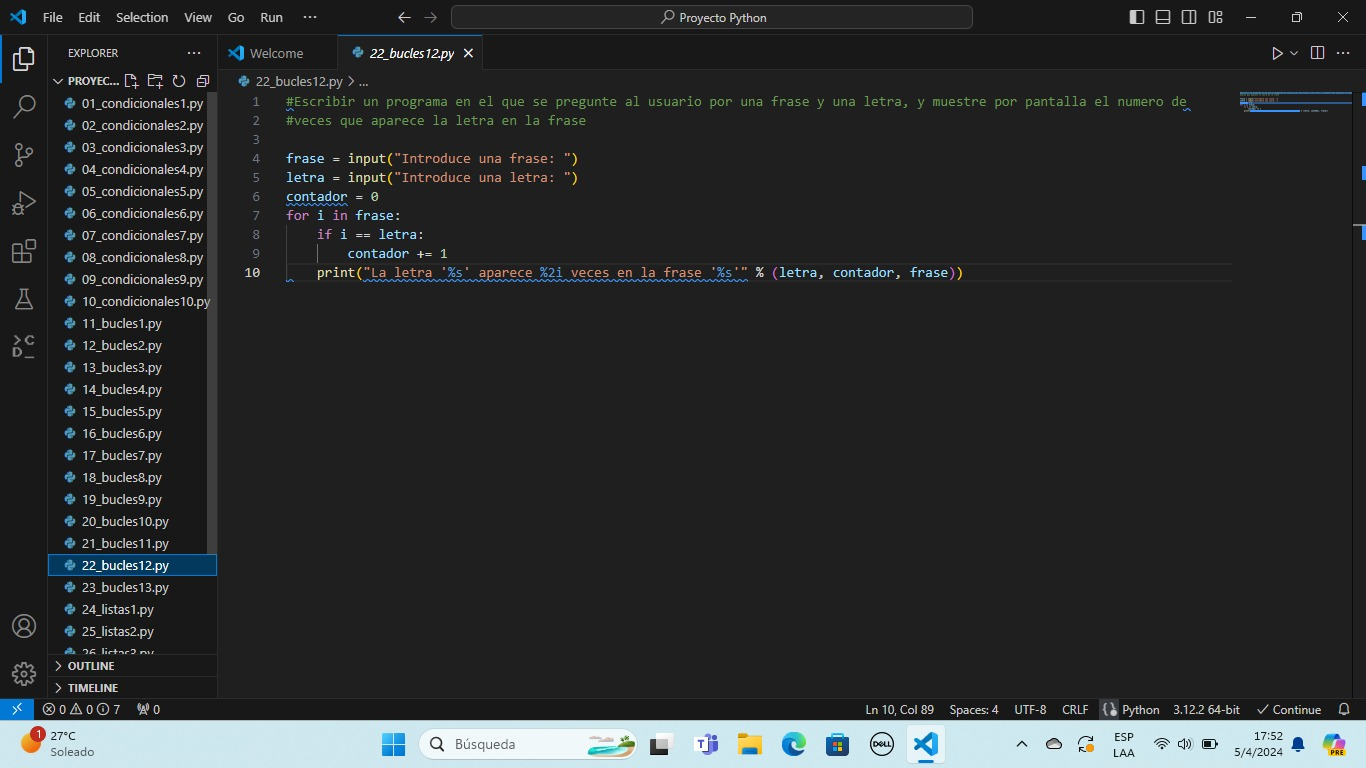 File Edit Selection View Go Run ···
Proyecto Python
EXPLORER ···
Welcome
22_bucles12.py
PROYEC...
22_bucles12.py > ...
01_condicionales1.py
02_condicionales2.py
03_condicionales3.py
04_condicionales4.py
05_condicionales5.py
06_condicionales6.py
07_condicionales7.py
08_condicionales8.py
09_condicionales9.py
10_condicionales10.py
11_bucles1.py
12_bucles2.py
13_bucles3.py
14_bucles4.py
15_bucles5.py
16_bucles6.py
17_bucles7.py
18_bucles8.py
19_bucles9.py
20_bucles10.py
21_bucles11.py
22_bucles12.py
23_bucles13.py
24_listas1.py
25_listas2.py
26_listas3.py
OUTLINE
TIMELINE
1 #Escribir un programa en el que se pregunte al usuario por una frase y una letra, y muestre por pantalla el numero de
2 #veces que aparece la letra en la frase
3
4 frase = input("Introduce una frase: ")
5 letra = input("Introduce una letra: ")
6 contador = 0
7 for i in frase:
8     if i == letra:
9         contador += 1
10     print("La letra '%s' aparece %2i veces en la frase '%s'" % (letra, contador, frase))
0 0 7 0
Ln 10, Col 89 Spaces: 4 UTF-8 CRLF Python 3.12.2 64-bit Continue
1
27°C
Soleado
Búsqueda
DELL
ESP
LAA
17:52
5/4/2024
PRE